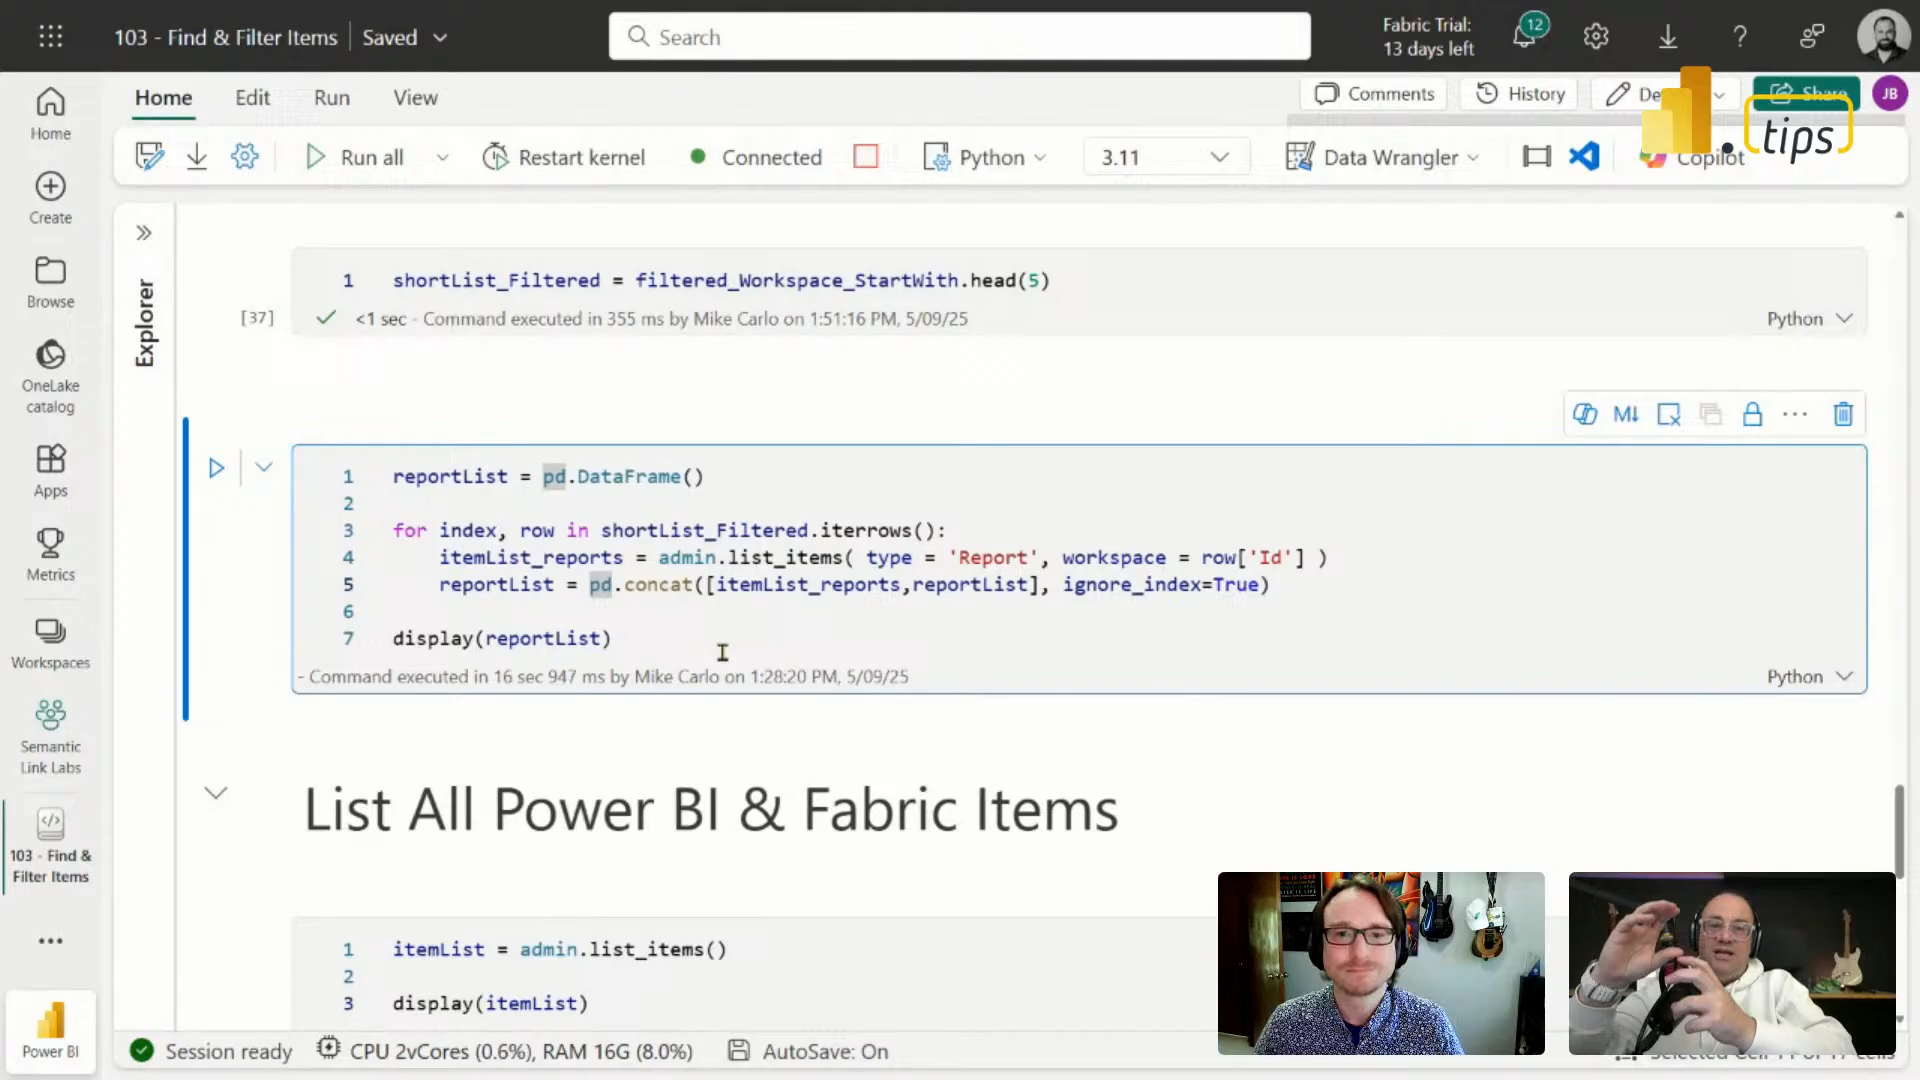 103 - Find & Filter Items
Saved
Search
Fabric Trial:
13 days left
12
Home
Edit
Run
View
Comments
History
Share
JB
Run all
Restart kernel
Connected
Python
3.11
Data Wrangler
Copilot
.tips
Home
Create
Browse
OneLake
catalog
Apps
Metrics
Workspaces
Semantic
Link Labs
103 - Find &
Filter Items
Power BI
Explorer
1 shortList_Filtered = filtered_Workspace_StartWith.head(5)
[37] <1 sec - Command executed in 355 ms by Mike Carlo on 1:51:16 PM, 5/09/25 Python
M↓
1 reportList = pd.DataFrame()
2
3 for index, row in shortList_Filtered.iterrows():
4 itemList_reports = admin.list_items( type = 'Report', workspace = row['Id'] )
5 reportList = pd.concat([itemList_reports,reportList], ignore_index=True)
6
7 display(reportList)
- Command executed in 16 sec 947 ms by Mike Carlo on 1:28:20 PM, 5/09/25 Python
List All Power BI & Fabric Items
1 itemList = admin.list_items()
2
3 display(itemList)
Session ready
CPU 2vCores (0.6%), RAM 16G (8.0%)
AutoSave: On